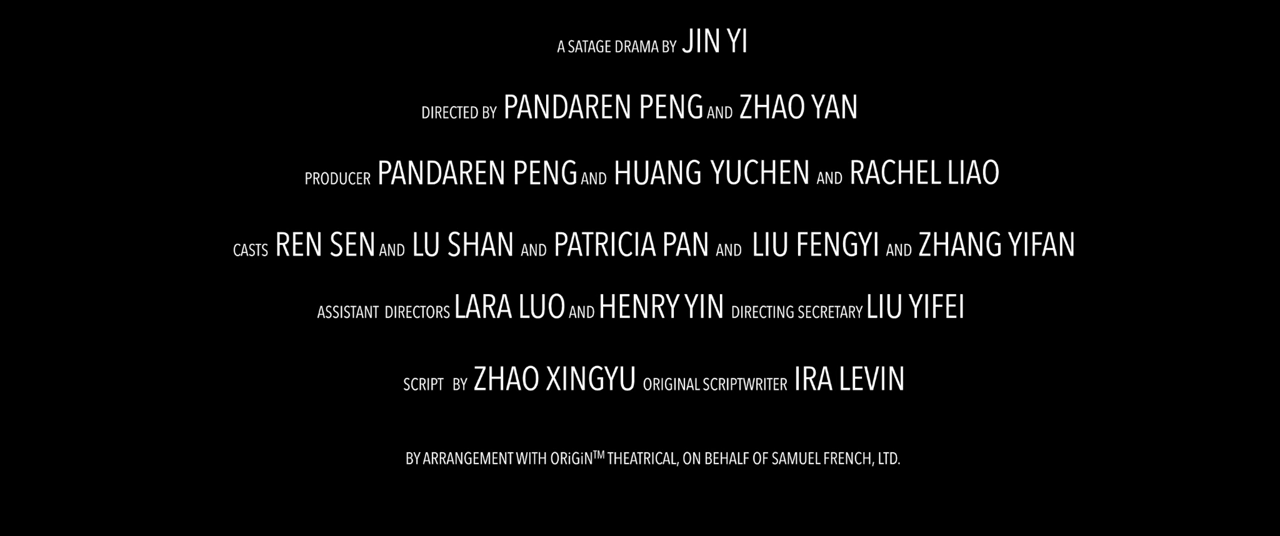 A SATAGE DRAMA BY JIN YI
DIRECTED BY PANDAREN PENG AND ZHAO YAN
PRODUCER PANDAREN PENG AND HUANG YUCHEN AND RACHEL LIAO
CASTS REN SEN AND LU SHAN AND PATRICIA PAN AND LIU FENGYI AND ZHANG YIFAN
ASSISTANT DIRECTORS LARA LUO AND HENRY YIN DIRECTING SECRETARY LIU YIFEI
SCRIPT BY ZHAO XINGYU ORIGINAL SCRIPTWRITER IRA LEVIN
BY ARRANGEMENT WITH ORiGiN™ THEATRICAL, ON BEHALF OF SAMUEL FRENCH, LTD.